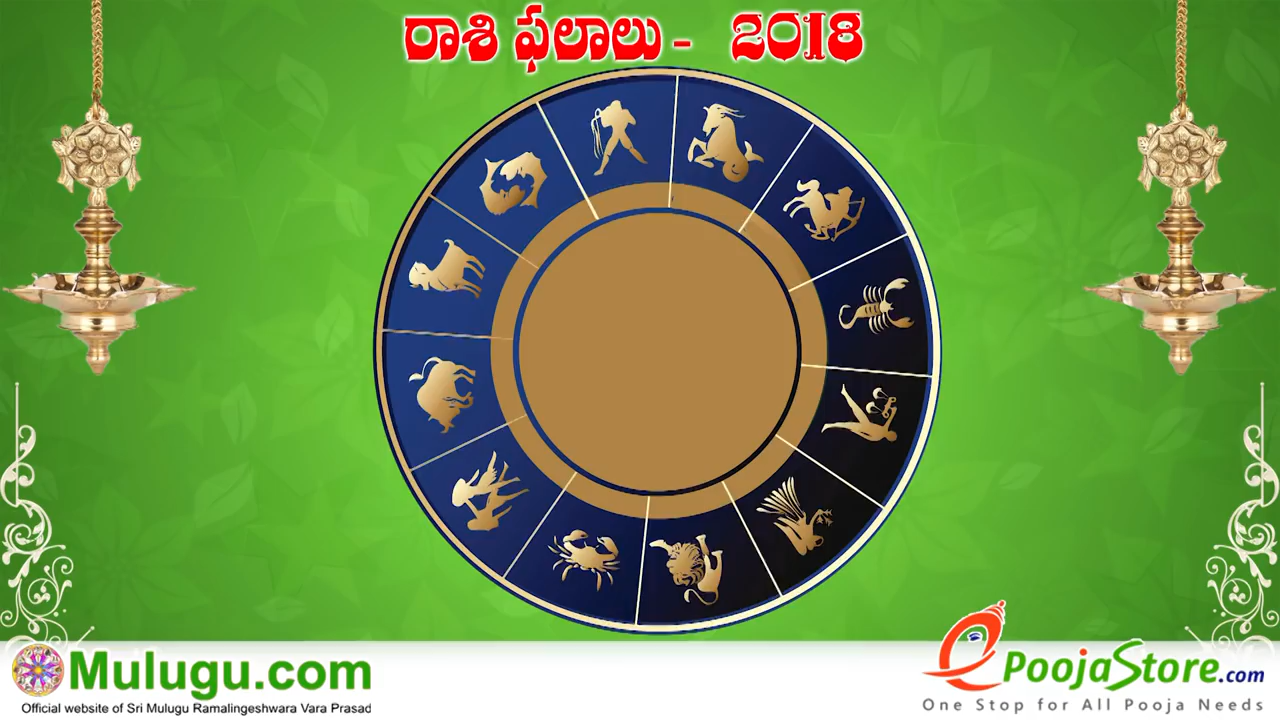 రాశి ఫలాలు - 2018
Mulugu.com
Official website of Sri Mulugu Ramalingeshwara Vara Prasad
ePoojaStore.com
One Stop for All Pooja Needs